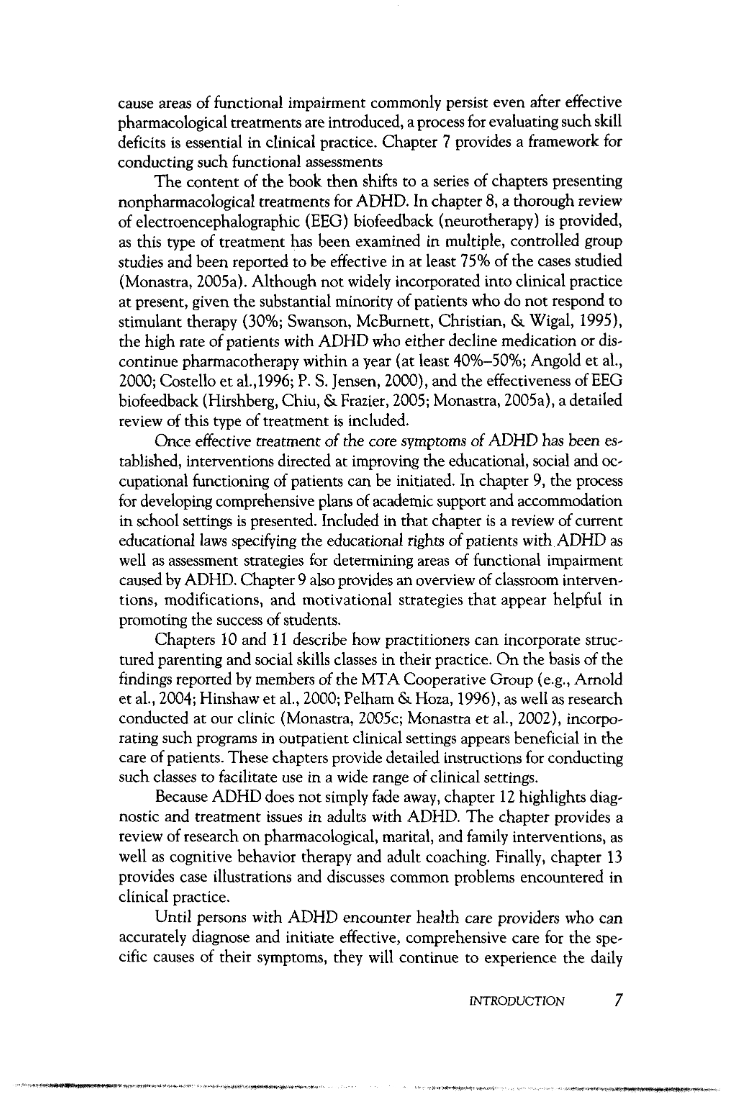 cause areas of functional impairment commonly persist even after effective
pharmacological treatments are introduced, a process for evaluating such skill
deficits is essential in clinical practice. Chapter 7 provides a framework for
conducting such functional assessments
The content of the book then shifts to a series of chapters presenting
nonpharmacological treatments for ADHD. In chapter 8, a thorough review
of electroencephalographic (EEG) biofeedback (neurotherapy) is provided,
as this type of treatment has been examined in multiple, controlled group
studies and been reported to be effective in at least 75% of the cases studied
(Monastra, 2005a). Although not widely incorporated into clinical practice
at present, given the substantial minority of patients who do not respond to
stimulant therapy (30%; Swanson, McBurnett, Christian, & Wigal, 1995),
the high rate of patients with ADHD who either decline medication or dis-
continue pharmacotherapy within a year (at least 40%–50%; Angold et al.,
2000; Costello et al.,1996; P. S. Jensen, 2000), and the effectiveness of EEG
biofeedback (Hirshberg, Chiu, & Frazier, 2005; Monastra, 2005a), a detailed
review of this type of treatment is included.
Once effective treatment of the core symptoms of ADHD has been es-
tablished, interventions directed at improving the educational, social and oc-
cupational functioning of patients can be initiated. In chapter 9, the process
for developing comprehensive plans of academic support and accommodation
in school settings is presented. Included in that chapter is a review of current
educational laws specifying the educational rights of patients with ADHD as
well as assessment strategies for determining areas of functional impairment
caused by ADHD. Chapter 9 also provides an overview of classroom interven-
tions, modifications, and motivational strategies that appear helpful in
promoting the success of students.
Chapters 10 and 11 describe how practitioners can incorporate struc-
tured parenting and social skills classes in their practice. On the basis of the
findings reported by members of the MTA Cooperative Group (e.g., Arnold
et al., 2004; Hinshaw et al., 2000; Pelham & Hoza, 1996), as well as research
conducted at our clinic (Monastra, 2005c; Monastra et al., 2002), incorpo-
rating such programs in outpatient clinical settings appears beneficial in the
care of patients. These chapters provide detailed instructions for conducting
such classes to facilitate use in a wide range of clinical settings.
Because ADHD does not simply fade away, chapter 12 highlights diag-
nostic and treatment issues in adults with ADHD. The chapter provides a
review of research on pharmacological, marital, and family interventions, as
well as cognitive behavior therapy and adult coaching. Finally, chapter 13
provides case illustrations and discusses common problems encountered in
clinical practice.
Until persons with ADHD encounter health care providers who can
accurately diagnose and initiate effective, comprehensive care for the spe-
cific causes of their symptoms, they will continue to experience the daily
INTRODUCTION 7